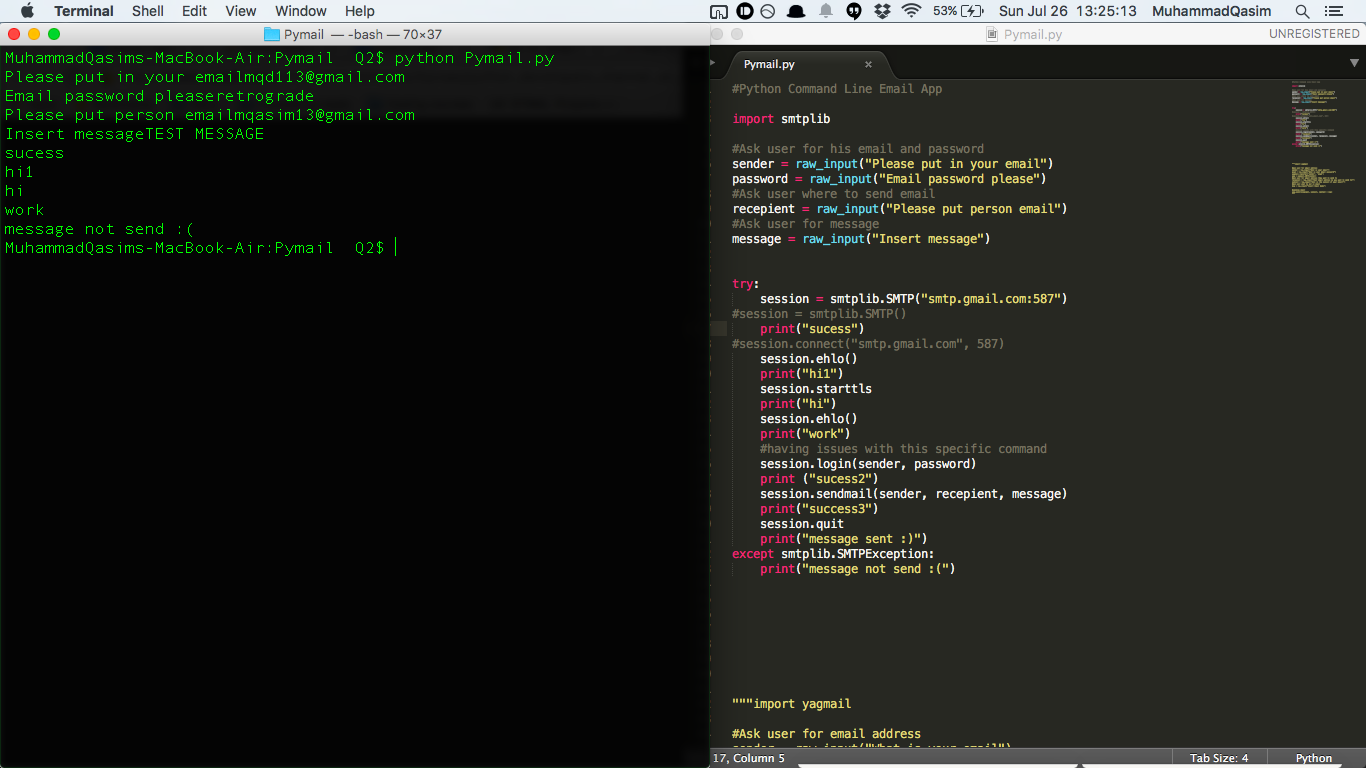 Terminal Shell Edit View Window Help 53% Sun Jul 26 13:25:13 MuhammadQasim
Pymail — -bash — 70×37
MuhammadQasims-MacBook-Air:Pymail Q2$ python Pymail.py
Please put in your emailmqd113@gmail.com
Email password pleaseretrograde
Please put person emailmqasim13@gmail.com
Insert messageTEST MESSAGE
sucess
hi1
hi
work
message not send :(
MuhammadQasims-MacBook-Air:Pymail Q2$
Pymail.py UNREGISTERED
Pymail.py ×
#Python Command Line Email App
import smtplib
#Ask user for his email and password
sender = raw_input("Please put in your email")
password = raw_input("Email password please")
#Ask user where to send email
recepient = raw_input("Please put person email")
#Ask user for message
message = raw_input("Insert message")
try:
session = smtplib.SMTP("smtp.gmail.com:587")
#session = smtplib.SMTP()
print("sucess")
#session.connect("smtp.gmail.com", 587)
session.ehlo()
print("hi1")
session.starttls
print("hi")
session.ehlo()
print("work")
#having issues with this specific command
session.login(sender, password)
print ("sucess2")
session.sendmail(sender, recepient, message)
print("success3")
session.quit
print("message sent :)")
except smtplib.SMTPException:
print("message not send :(")
"""import yagmail
#Ask user for email address
sender = raw_input("What is your email")
17, Column 5 Tab Size: 4 Python